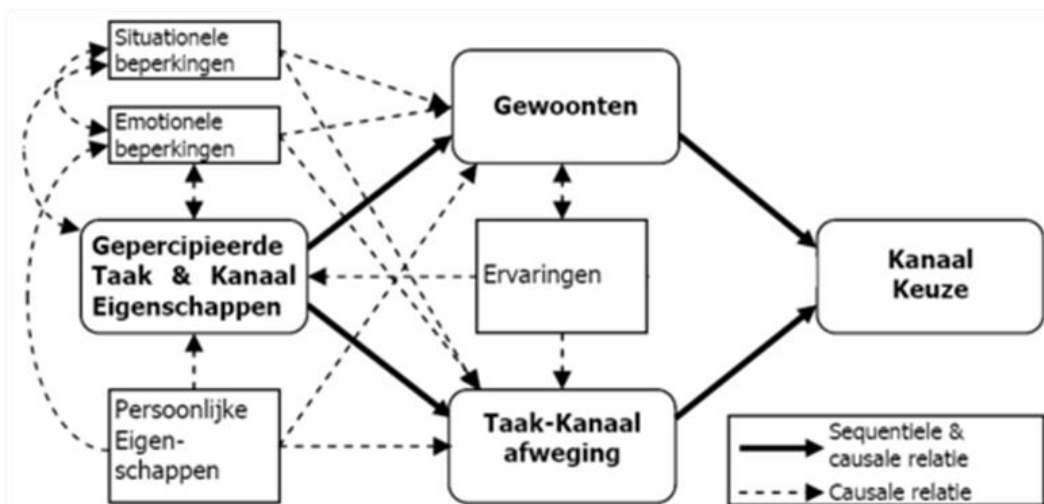 Situationele
beperkingen
Emotionele
beperkingen
Gewoonten
Gepercipieerde
Taak & Kanaal
Eigenschappen
Ervaringen
Kanaal
Keuze
Persoonlijke
Eigen-
schappen
Taak-Kanaal
afweging
Sequentiele &
causale relatie
Causale relatie